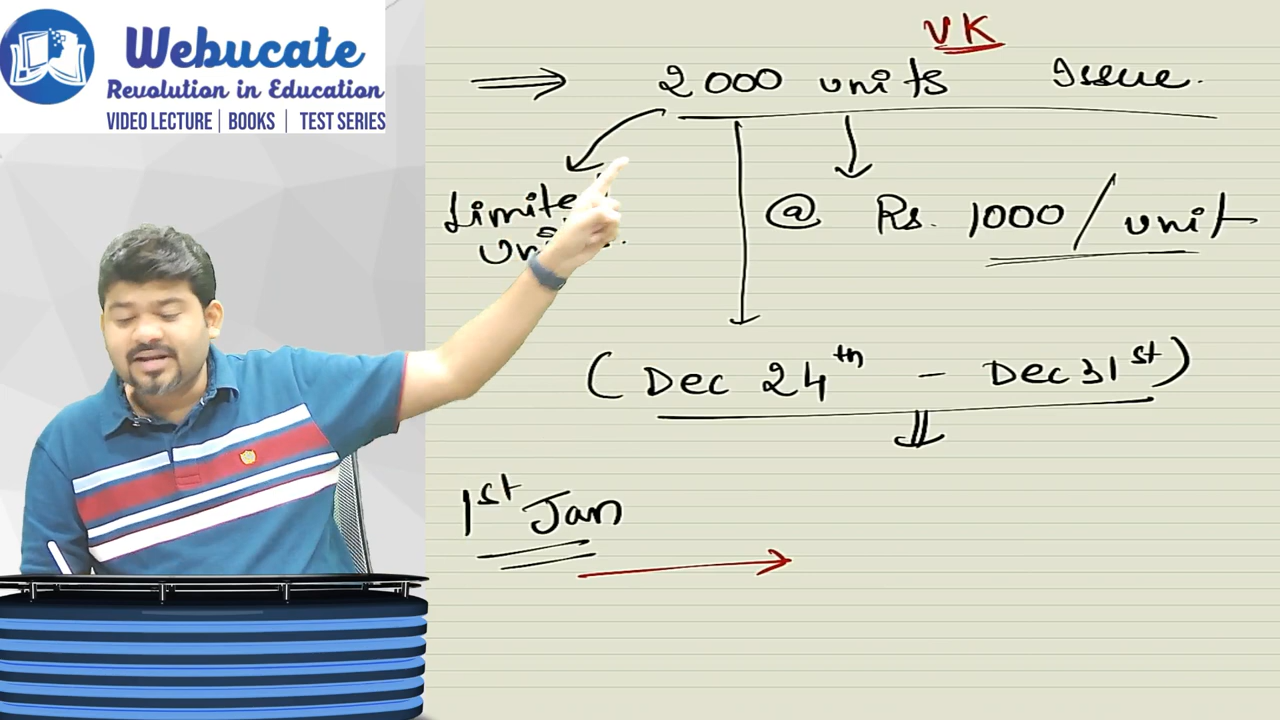 Webucate
Revolution in Education
VIDEO LECTURE | BOOKS | TEST SERIES
VK
⇒ 2000 units Issue.
@ Rs. 1000 / unit
(Dec 24th - Dec 31st)
1st Jan